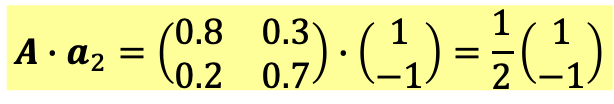 A · a₂ = (0.8 0.3
0.2 0.7) · (1
−1) = 1/2 (1
−1)